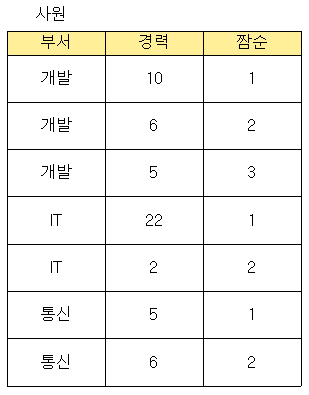 사원
부서 경력 짬순
개발 10 1
개발 6 2
개발 5 3
IT 22 1
IT 2 2
통신 5 1
통신 6 2